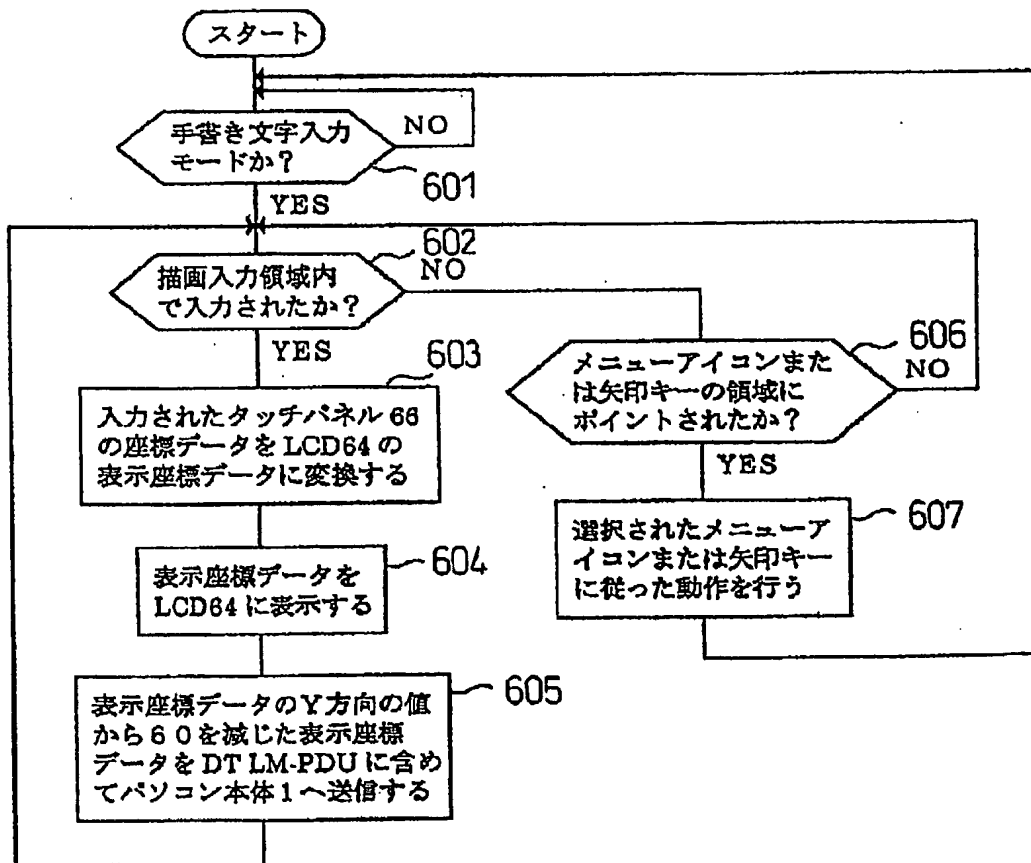 スタート
手書き文字入力
モードか?
NO
601
YES
602
描画入力領域内
で入力されたか?
NO
YES
603
入力されたタッチパネル66
の座標データをLCD64の
表示座標データに変換する
604
表示座標データを
LCD64に表示する
605
表示座標データのY方向の値
から60を減じた表示座標
データをDT LM-PDUに含め
てパソコン本体1へ送信する
606
メニューアイコンまた
は矢印キーの領域に
ポイントされたか?
NO
YES
607
選択されたメニューア
イコンまたは矢印キー
に従った動作を行う